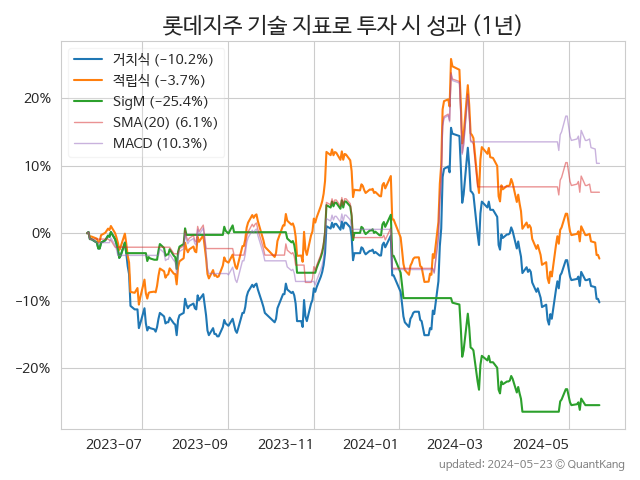 롯데지주 기술 지표로 투자 시 성과 (1년)
거치식 (−10.2%)
적립식 (−3.7%)
SigM (−25.4%)
SMA(20) (6.1%)
MACD (10.3%)
20%
10%
0%
−10%
−20%
2023-07 2023-09 2023-11 2024-01 2024-03 2024-05
updated: 2024-05-23 ⓒ QuantKang